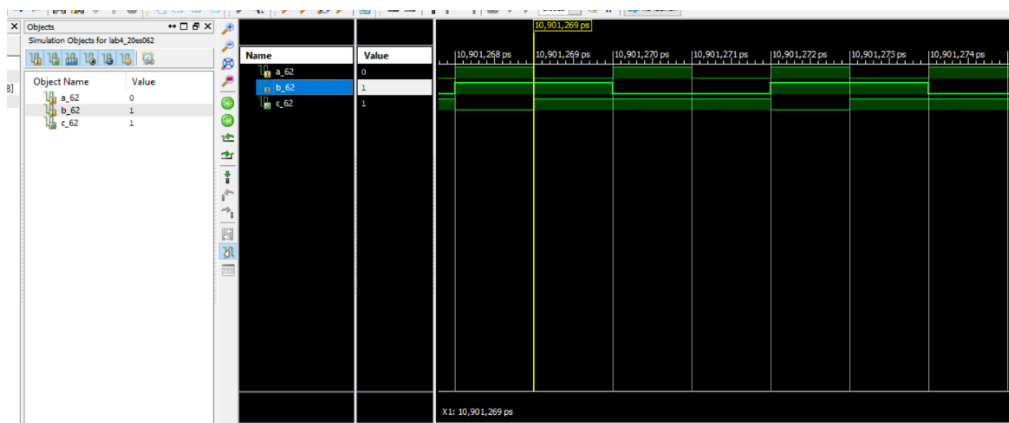 Objects
Simulation Objects for lab4_20es062
Object Name Value
a_62 0
b_62 1
c_62 1
Name Value
a_62 0
b_62 1
c_62 1
10,901,269 ps
10,901,268 ps 10,901,269 ps 10,901,270 ps 10,901,271 ps 10,901,272 ps 10,901,273 ps 10,901,274 ps
X1: 10,901,269 ps